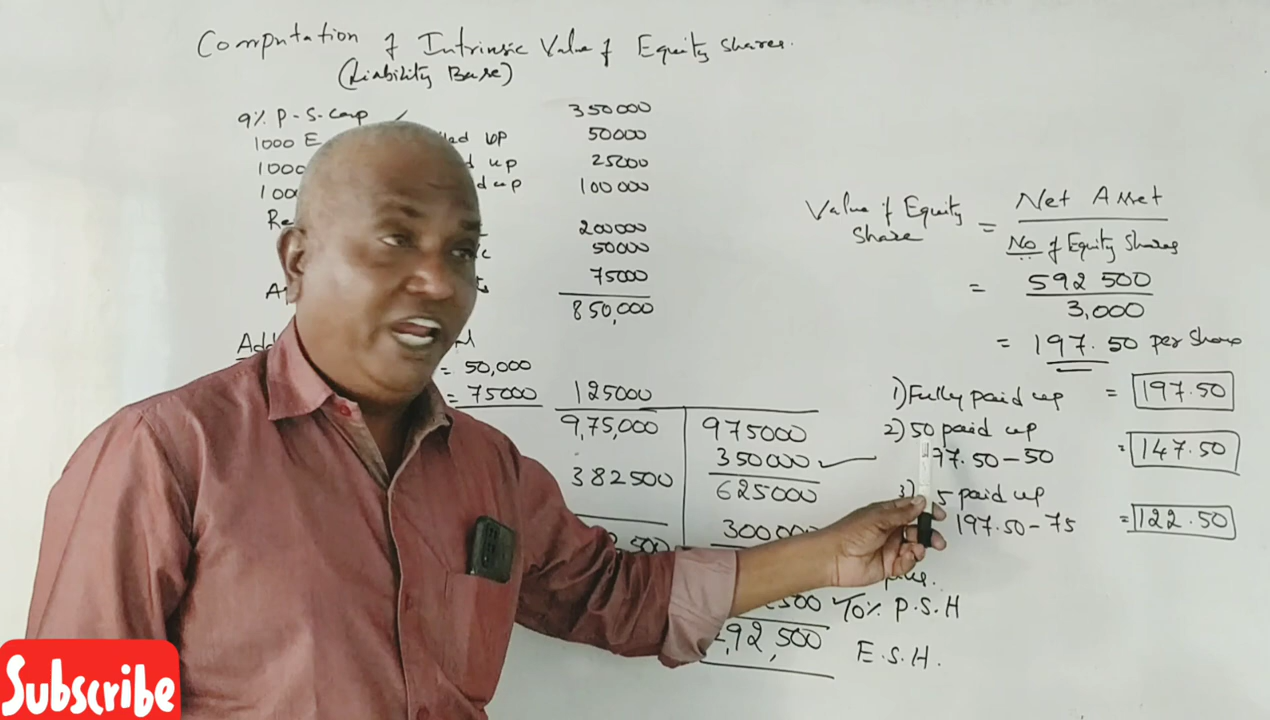 Computation of Intrinsic Value of Equity shares.
(Liability Base)
9% P-S-Cap 350000
1000 E lled up 50000
1000 d up 25000
100 d up 100000
Re 200000
50000
75000
850,000
Add
= 50,000
= 75000 125000
9,75,000 975000
350000
382500 625000
300000
500
500 10% P.S.H
92,500 E.S.H.
Value of Equity share = Net Asset
No of Equity Shares
= 592 500
3,000
= 197.50 per share
1) Fully paid up = 197.50
2) 50 paid up
97.50-50 = 147.50
3) 5 paid up
197.50-75 = 122.50
Subscribe